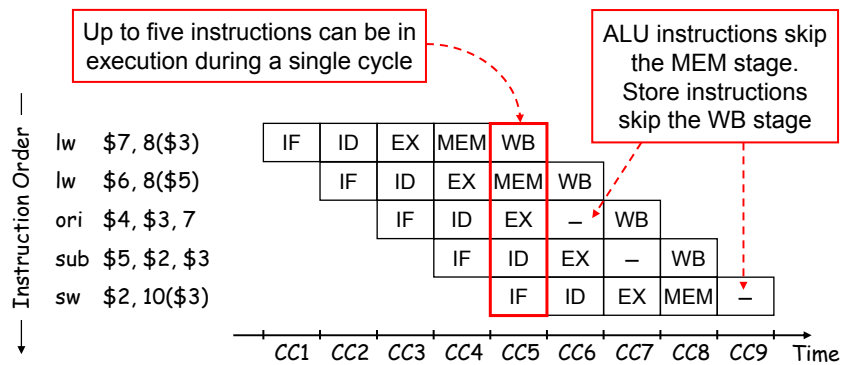 Up to five instructions can be in
execution during a single cycle
ALU instructions skip
the MEM stage.
Store instructions
skip the WB stage
Instruction Order
lw $7, 8($3) IF ID EX MEM WB
lw $6, 8($5) IF ID EX MEM WB
ori $4, $3, 7 IF ID EX – WB
sub $5, $2, $3 IF ID EX – WB
sw $2, 10($3) IF ID EX MEM –
CC1 CC2 CC3 CC4 CC5 CC6 CC7 CC8 CC9 Time